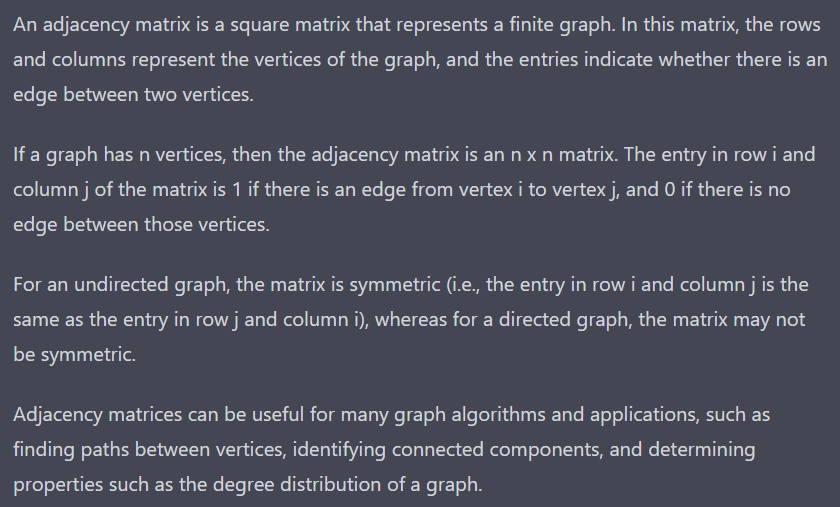 An adjacency matrix is a square matrix that represents a finite graph. In this matrix, the rows
and columns represent the vertices of the graph, and the entries indicate whether there is an
edge between two vertices.
If a graph has n vertices, then the adjacency matrix is an n x n matrix. The entry in row i and
column j of the matrix is 1 if there is an edge from vertex i to vertex j, and 0 if there is no
edge between those vertices.
For an undirected graph, the matrix is symmetric (i.e., the entry in row i and column j is the
same as the entry in row j and column i), whereas for a directed graph, the matrix may not
be symmetric.
Adjacency matrices can be useful for many graph algorithms and applications, such as
finding paths between vertices, identifying connected components, and determining
properties such as the degree distribution of a graph.